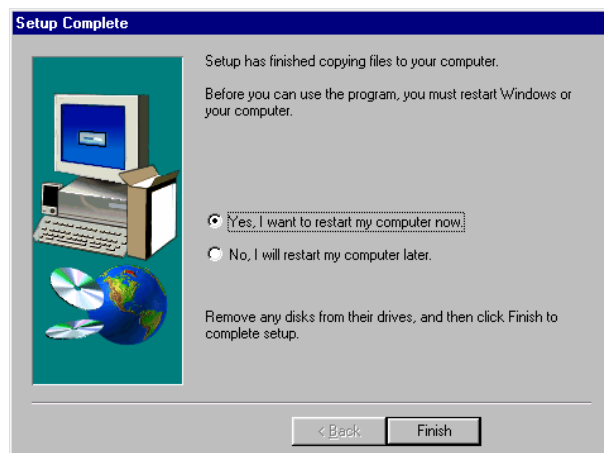 Setup Complete
Setup has finished copying files to your computer.
Before you can use the program, you must restart Windows or
your computer.
Yes, I want to restart my computer now.
No, I will restart my computer later.
Remove any disks from their drives, and then click Finish to
complete setup.
< Back
Finish